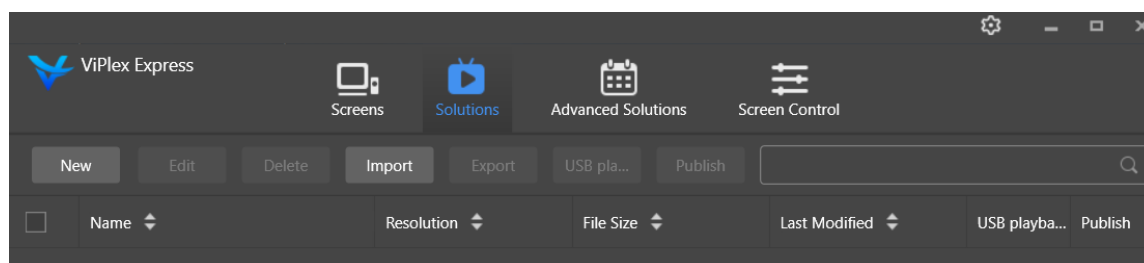 ViPlex Express
Screens Solutions Advanced Solutions Screen Control
New Edit Delete Import Export USB pla... Publish
Name Resolution File Size Last Modified USB playba... Publish